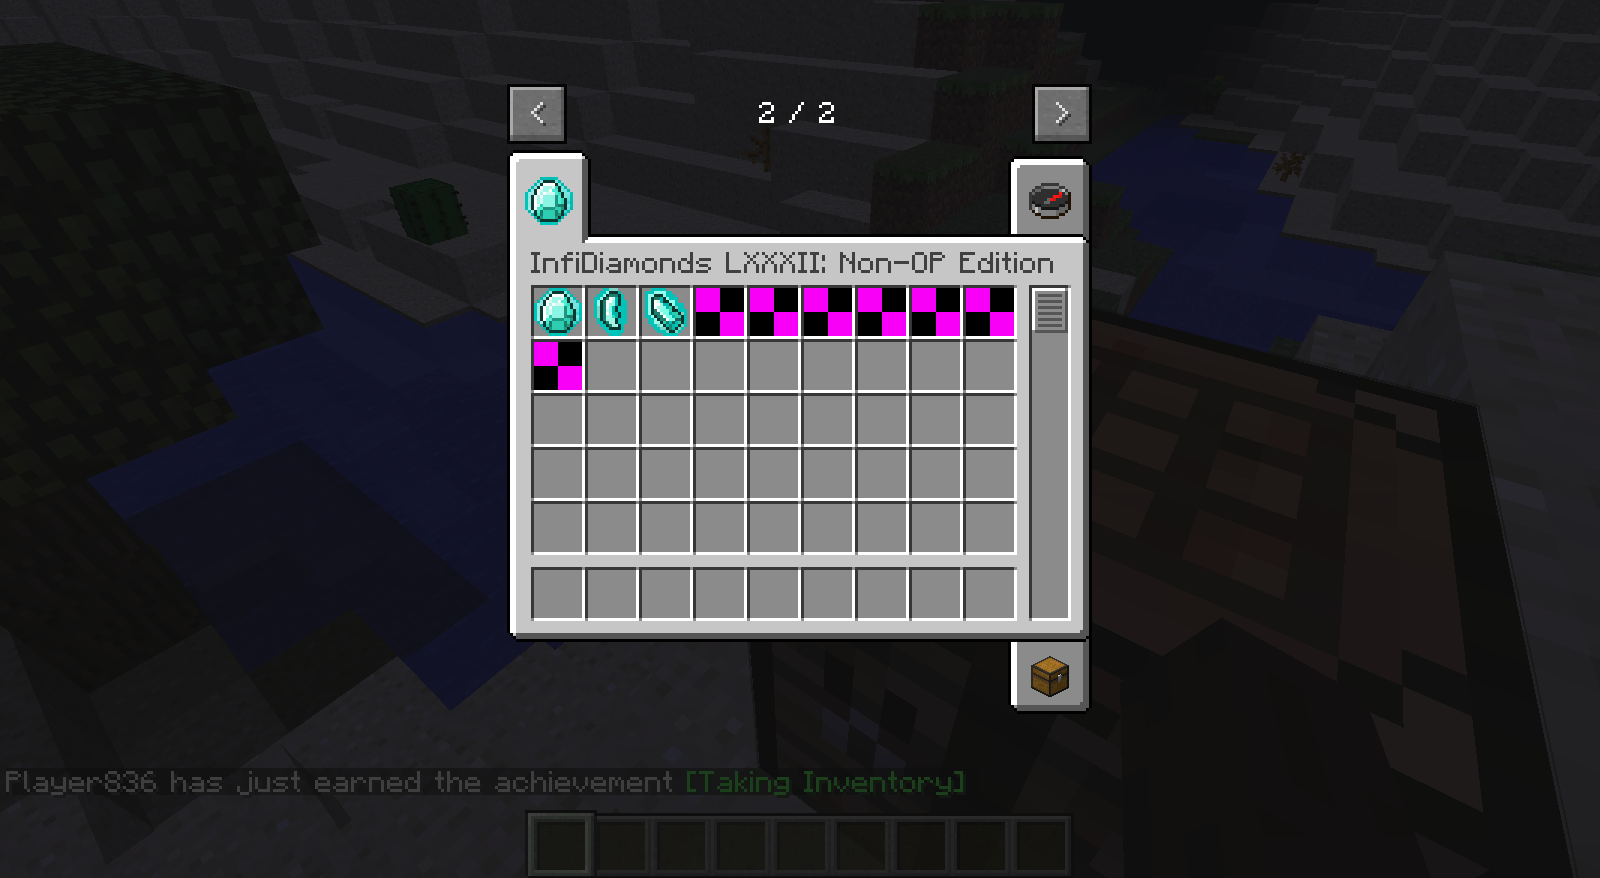 <
2 / 2
>
InfiDiamonds LXXXII: Non-OP Edition
Player836 has just earned the achievement [Taking Inventory]